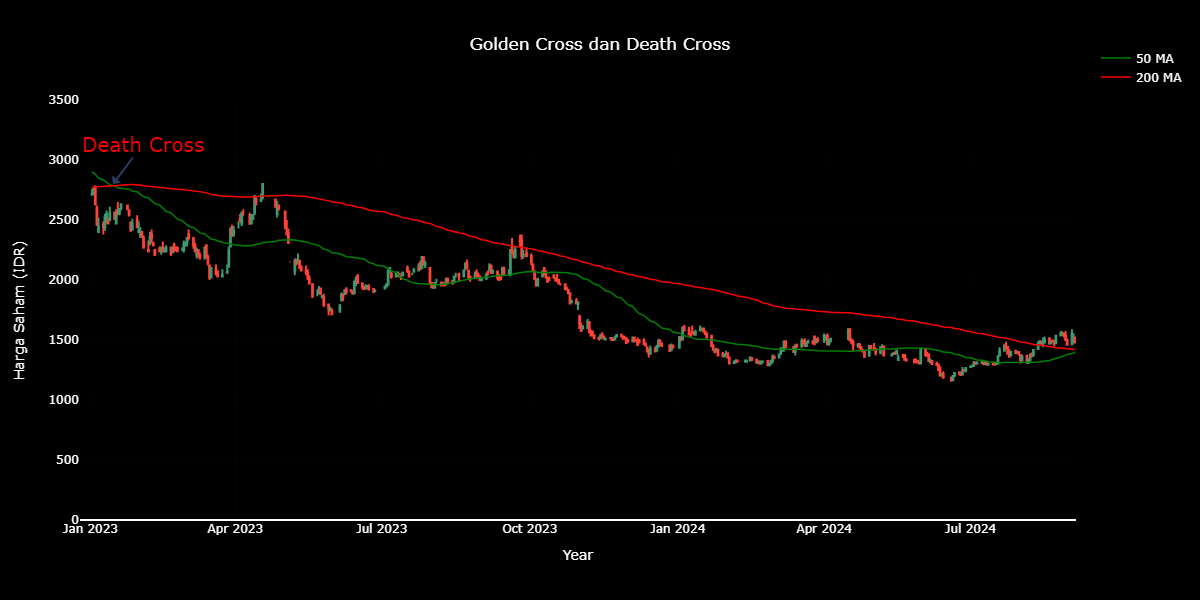 Golden Cross dan Death Cross
50 MA
200 MA
3500
Death Cross
3000
2500
2000
1500
1000
500
0
Harga Saham (IDR)
Jan 2023 Apr 2023 Jul 2023 Oct 2023 Jan 2024 Apr 2024 Jul 2024
Year